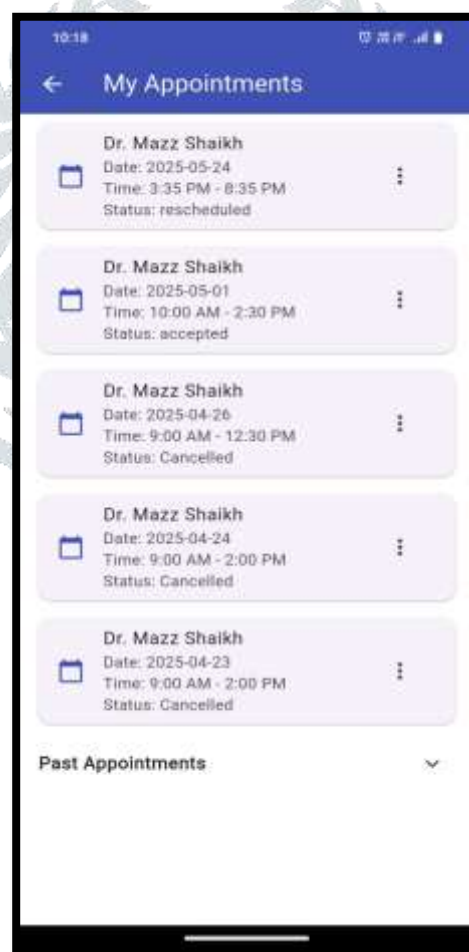 10:18
My Appointments
Dr. Mazz Shaikh
Date: 2025-05-24
Time: 3:35 PM - 8:35 PM
Status: rescheduled
Dr. Mazz Shaikh
Date: 2025-05-01
Time: 10:00 AM - 2:30 PM
Status: accepted
Dr. Mazz Shaikh
Date: 2025-04-26
Time: 9:00 AM - 12:30 PM
Status: Cancelled
Dr. Mazz Shaikh
Date: 2025-04-24
Time: 9:00 AM - 2:00 PM
Status: Cancelled
Dr. Mazz Shaikh
Date: 2025-04-23
Time: 9:00 AM - 2:00 PM
Status: Cancelled
Past Appointments